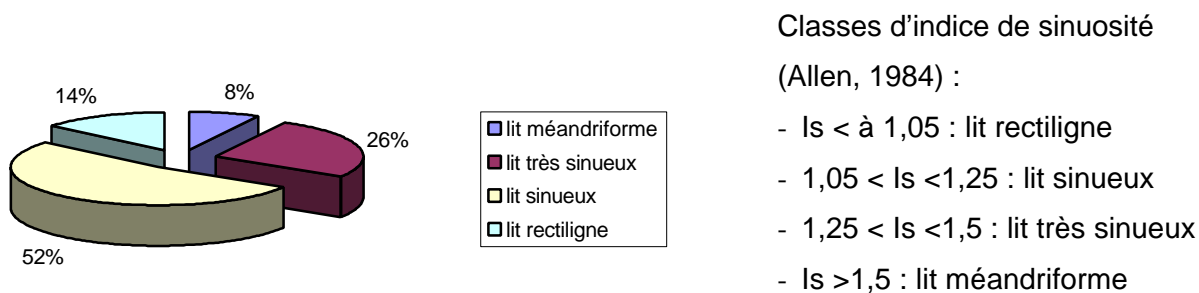 14%
8%
26%
52%
lit méandriforme
lit très sinueux
lit sinueux
lit rectiligne
Classes d'indice de sinuosité
(Allen, 1984) :
- Is < à 1,05 : lit rectiligne
- 1,05 < Is <1,25 : lit sinueux
- 1,25 < Is <1,5 : lit très sinueux
- Is >1,5 : lit méandriforme